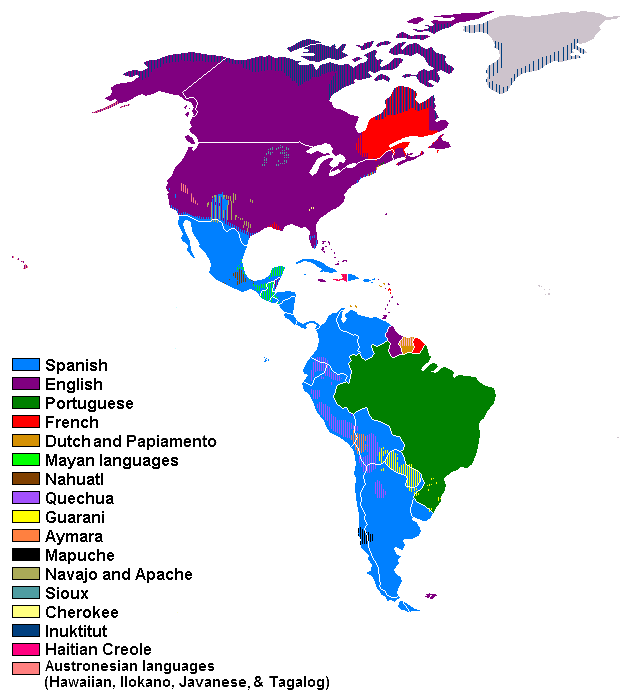 Spanish
English
Portuguese
French
Dutch and Papiamento
Mayan languages
Nahuatl
Quechua
Guarani
Aymara
Mapuche
Navajo and Apache
Sioux
Cherokee
Inuktitut
Haitian Creole
Austronesian languages
(Hawaiian, Ilokano, Javanese, & Tagalog)